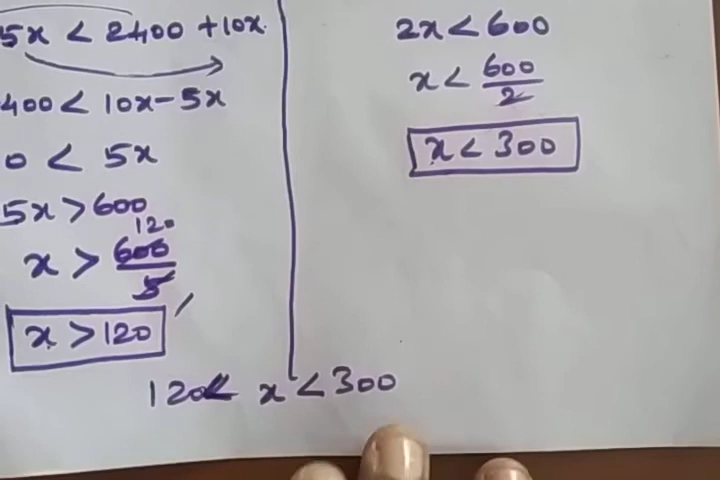 5x < 2400 + 10x
400 < 10x - 5x
0 < 5x
5x > 600
120
x > 600/5
x > 120
2x < 600
x < 600/2
x < 300
120 < x < 300